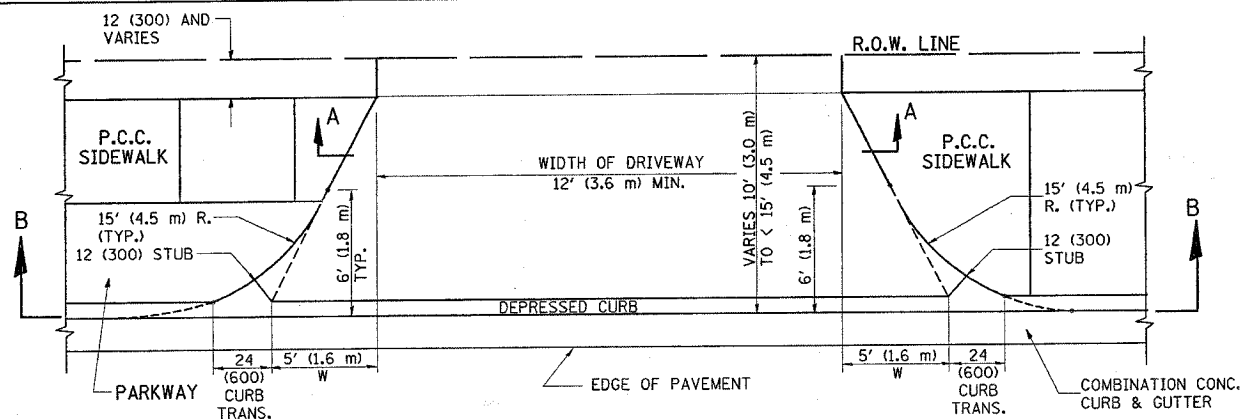 12 (300) AND
VARIES
R.O.W. LINE
A
A
P.C.C.
SIDEWALK
P.C.C.
SIDEWALK
WIDTH OF DRIVEWAY
12' (3.6 m) MIN.
VARIES 10' (3.0 m)
TO < 15' (4.5 m)
15' (4.5 m) R.
(TYP.)
12 (300) STUB
6' (1.8 m)
TYP.
6' (1.8 m)
15' (4.5 m)
R. (TYP.)
12 (300)
STUB
B
B
DEPRESSED CURB
24
(600)
CURB
TRANS.
5' (1.6 m)
W
5' (1.6 m)
W
24
(600)
CURB
TRANS.
PARKWAY
EDGE OF PAVEMENT
COMBINATION CONC.
CURB & GUTTER